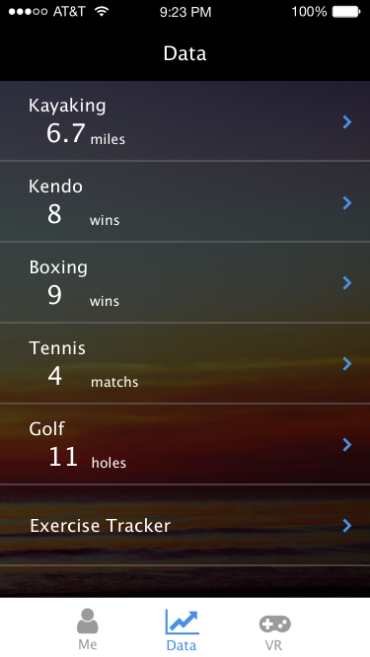 AT&T 9:23 PM 100%
Data
Kayaking
6.7 miles
Kendo
8 wins
Boxing
9 wins
Tennis
4 matchs
Golf
11 holes
Exercise Tracker
Me Data VR